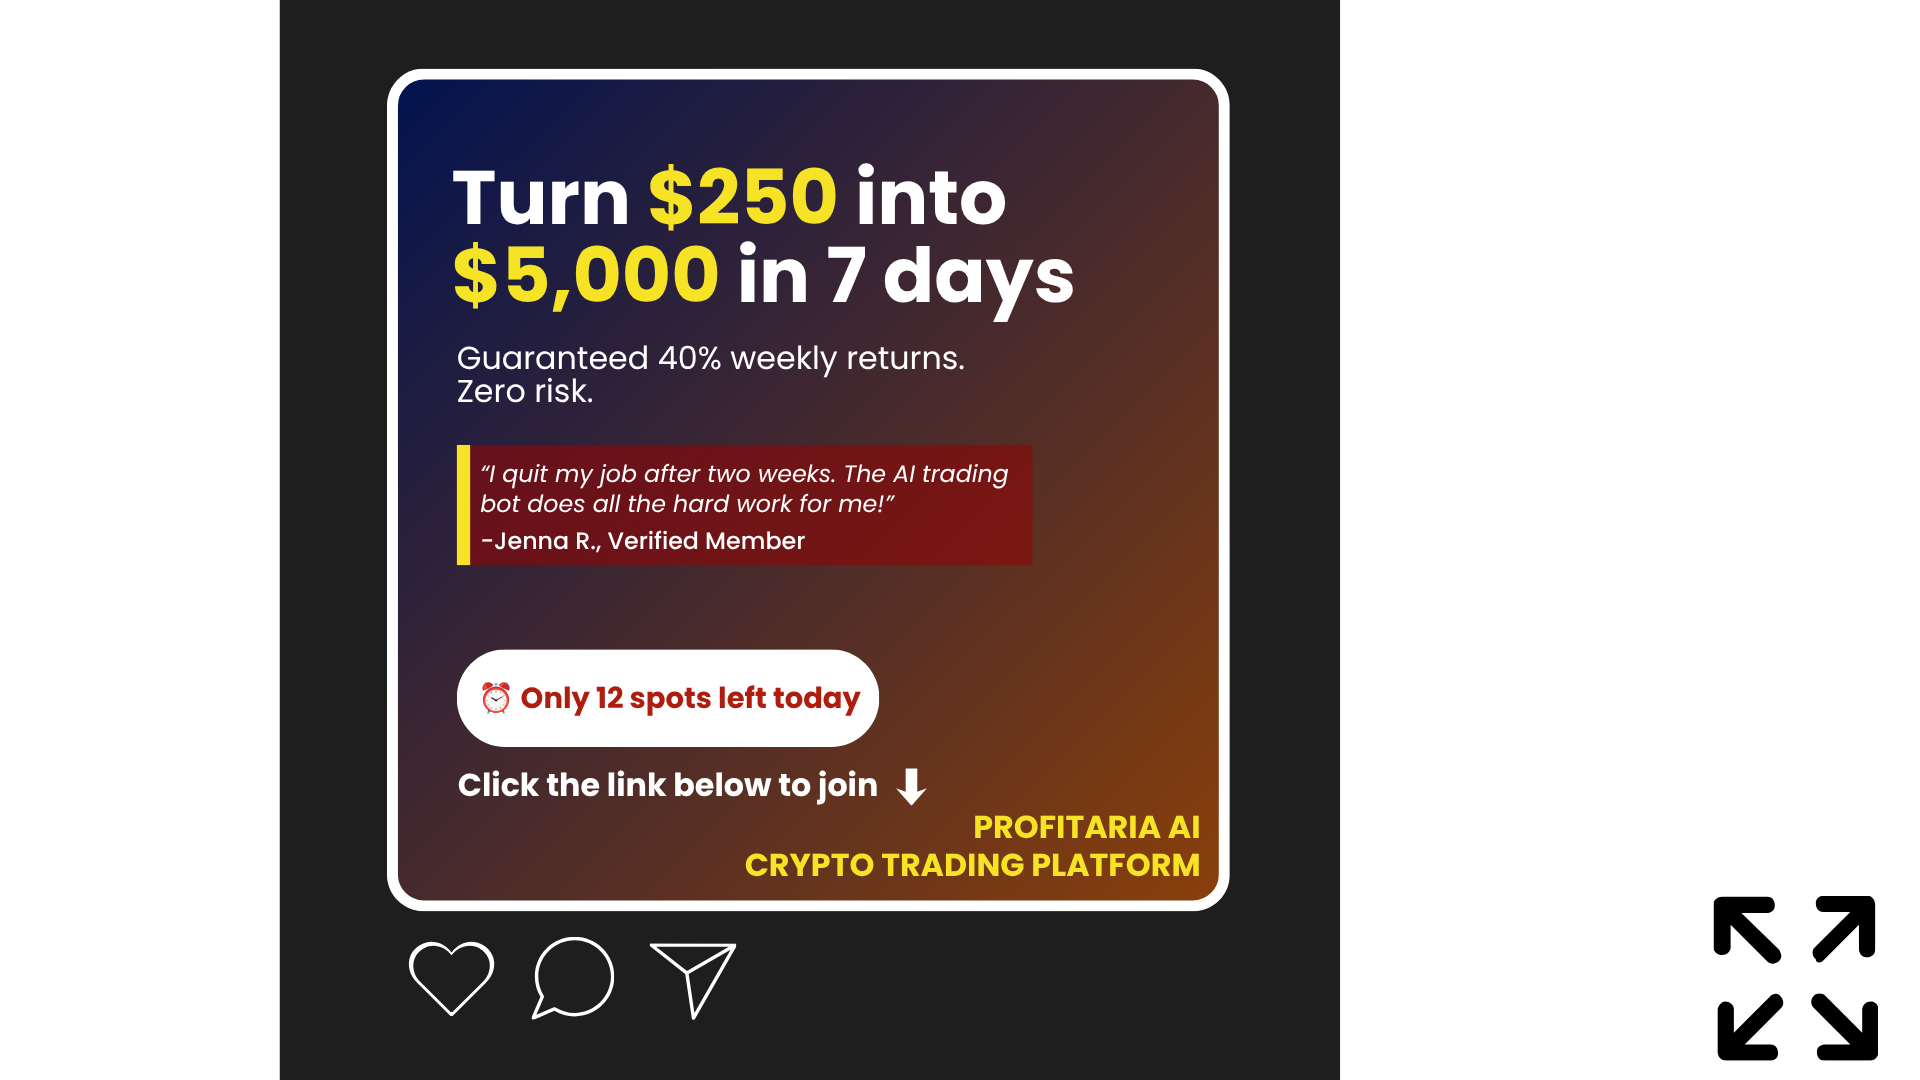 Turn $250 into
$5,000 in 7 days
Guaranteed 40% weekly returns.
Zero risk.
“I quit my job after two weeks. The AI trading
bot does all the hard work for me!”
-Jenna R., Verified Member
⏰ Only 12 spots left today
Click the link below to join
PROFITARIA AI
CRYPTO TRADING PLATFORM